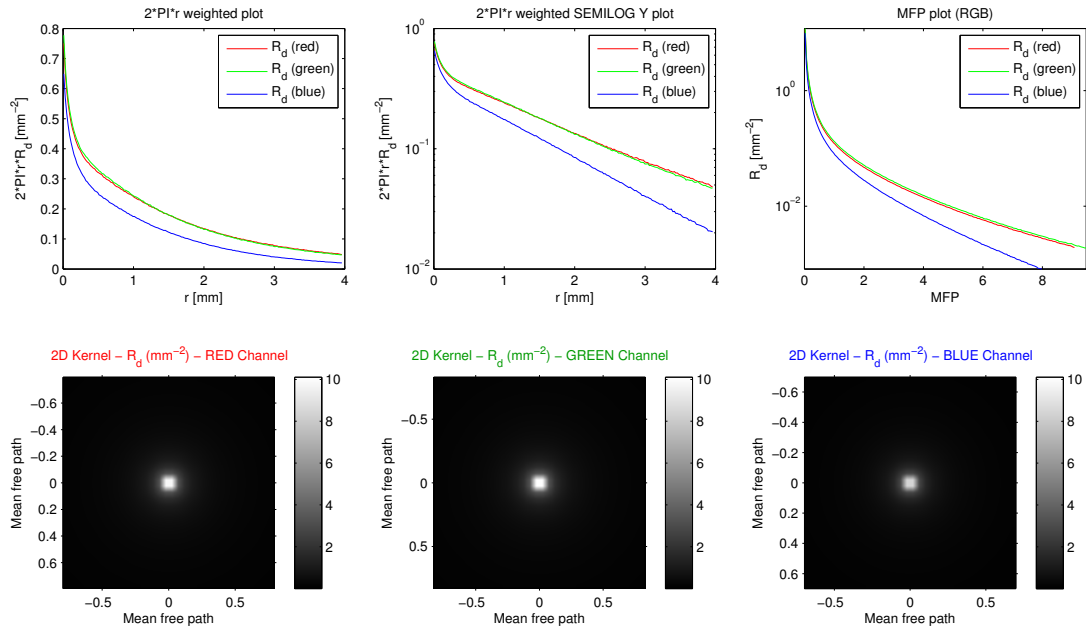 2*PI*r weighted plot
2*PI*r*R_d [mm^−2]
0.8
0.7
0.6
0.5
0.4
0.3
0.2
0.1
0
0 1 2 3 4
r [mm]
R_d (red)
R_d (green)
R_d (blue)
2*PI*r weighted SEMILOG Y plot
2*PI*r*R_d [mm^−2]
10^0
10^−1
10^−2
0 1 2 3 4
r [mm]
R_d (red)
R_d (green)
R_d (blue)
MFP plot (RGB)
R_d [mm^−2]
10^0
10^−2
0 2 4 6 8
MFP
R_d (red)
R_d (green)
R_d (blue)
2D Kernel − R_d (mm^−2) − RED Channel
Mean free path
−0.6
−0.4
−0.2
0
0.2
0.4
0.6
−0.5 0 0.5
Mean free path
10
8
6
4
2
2D Kernel − R_d (mm^−2) − GREEN Channel
Mean free path
−0.5
0
0.5
−0.5 0 0.5
Mean free path
10
8
6
4
2
2D Kernel − R_d (mm^−2) − BLUE Channel
Mean free path
−0.6
−0.4
−0.2
0
0.2
0.4
0.6
−0.5 0 0.5
Mean free path
10
8
6
4
2